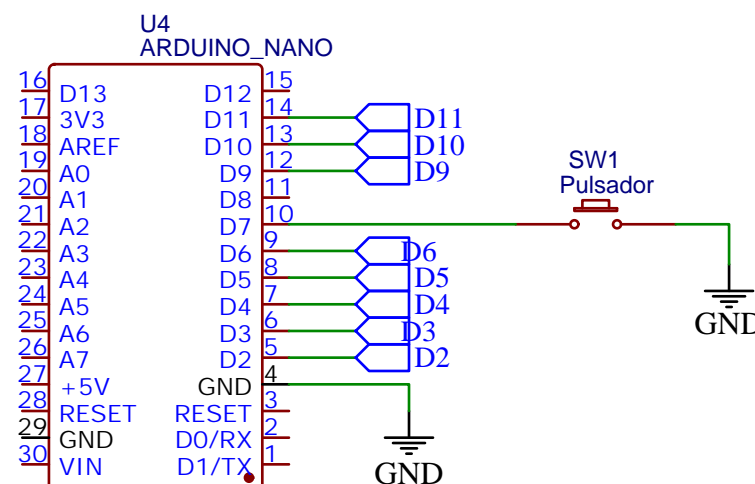 U4
ARDUINO_NANO
16 D13 D12 15
17 3V3 D11 14 D11
18 AREF D10 13 D10
19 A0 D9 12 D9
20 A1 D8 11
21 A2 D7 10
SW1
Pulsador
22 A3 D6 9 D6
23 A4 D5 8 D5
24 A5 D4 7 D4
25 A6 D3 6 D3
26 A7 D2 5 D2
27 +5V GND 4
28 RESET RESET 3
29 GND D0/RX 2
30 VIN D1/TX 1
GND
GND